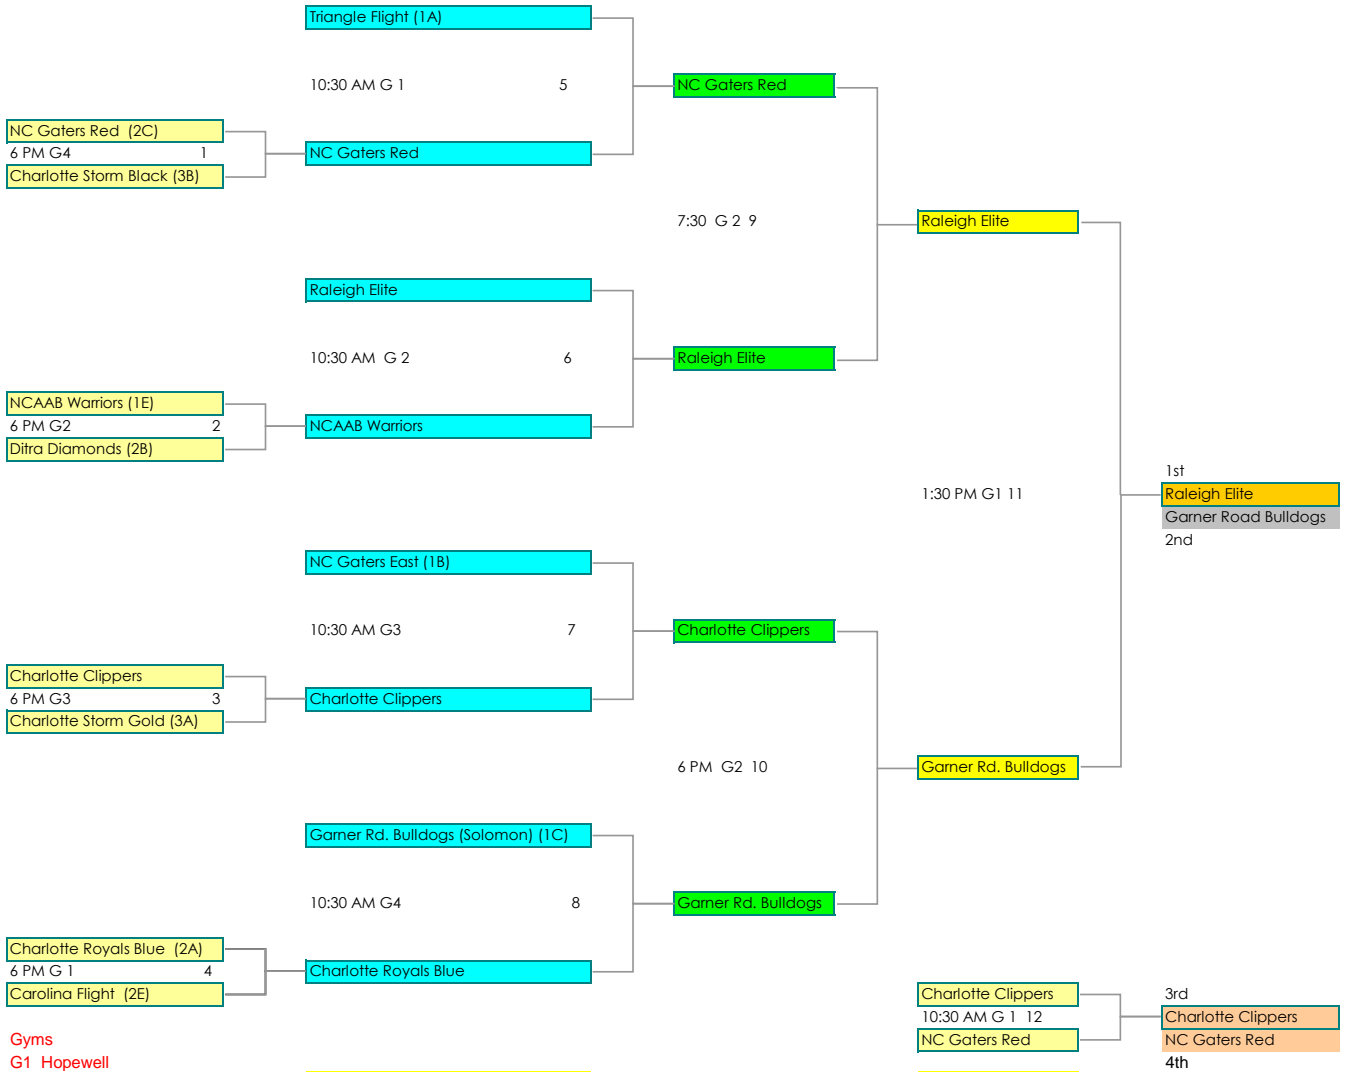 Triangle Flight (1A)
10:30 AM G 1 5
NC Gaters Red
NC Gaters Red (2C)
6 PM G4 1
Charlotte Storm Black (3B)
NC Gaters Red
7:30 G 2 9
Raleigh Elite
Raleigh Elite
10:30 AM G 2 6
Raleigh Elite
NCAAB Warriors (1E)
6 PM G2 2
Ditra Diamonds (2B)
NCAAB Warriors
1st
1:30 PM G1 11
Raleigh Elite
Garner Road Bulldogs
2nd
NC Gaters East (1B)
10:30 AM G3 7
Charlotte Clippers
Charlotte Clippers
6 PM G3 3
Charlotte Storm Gold (3A)
Charlotte Clippers
6 PM G2 10
Garner Rd. Bulldogs
Garner Rd. Bulldogs (Solomon) (1C)
10:30 AM G4 8
Garner Rd. Bulldogs
Charlotte Royals Blue (2A)
6 PM G 1 4
Carolina Flight (2E)
Charlotte Royals Blue
Charlotte Clippers
10:30 AM G 1 12
NC Gaters Red
3rd
Charlotte Clippers
NC Gaters Red
4th
Gyms
G1 Hopewell